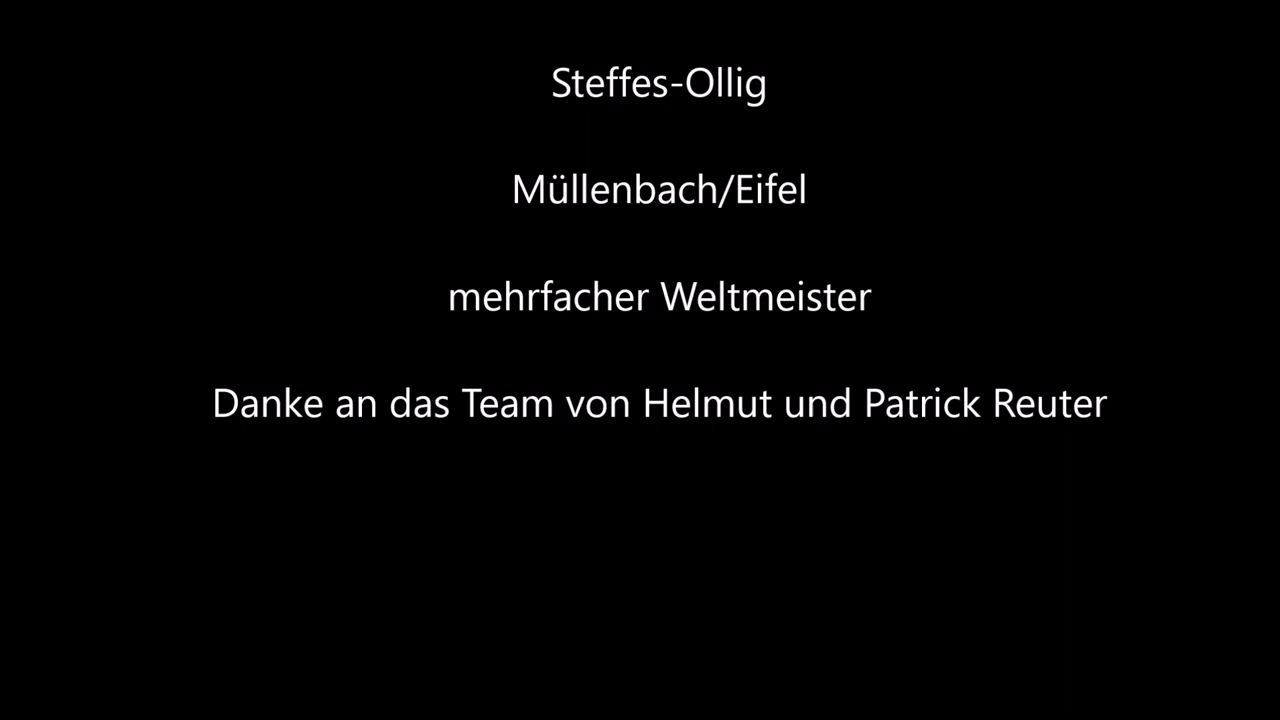 Steffes-Ollig
Müllenbach/Eifel
mehrfacher Weltmeister
Danke an das Team von Helmut und Patrick Reuter